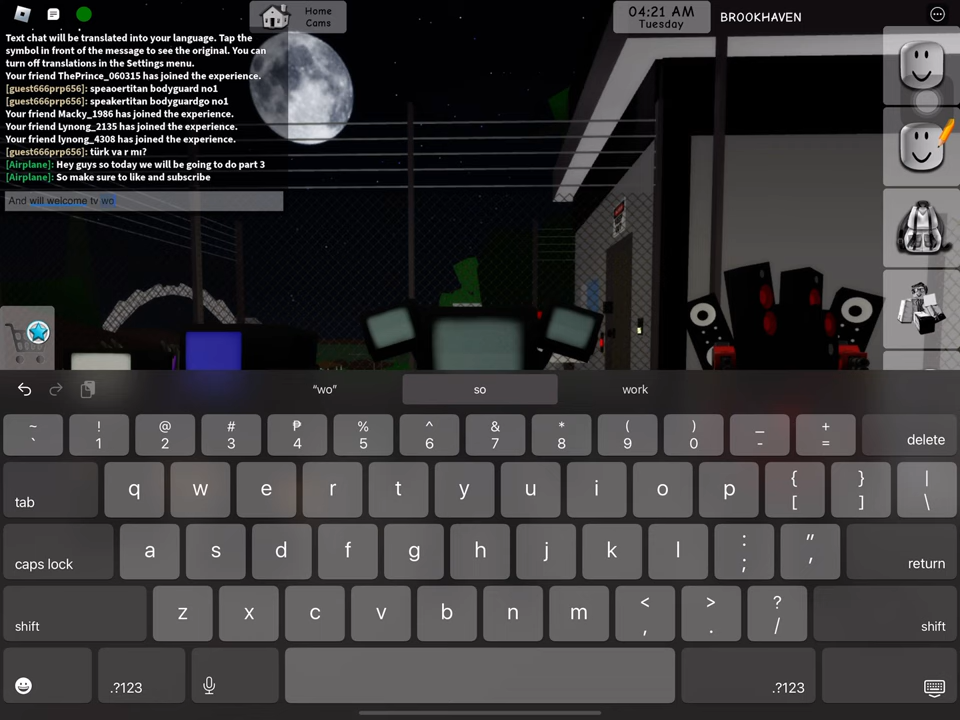 Home
Cams
04:21 AM
Tuesday
BROOKHAVEN
Text chat will be translated into your language. Tap the
symbol in front of the message to see the original. You can
turn off translations in the Settings menu.
Your friend ThePrince_060315 has joined the experience.
[guest666prp656]: speaoertitan bodyguard no1
[guest666prp656]: speakertitan bodyguardgo no1
Your friend Macky_1986 has joined the experience.
Your friend Lynong_2135 has joined the experience.
Your friend lynong_4308 has joined the experience.
[guest666prp656]: türk va r mı?
[Airplane]: Hey guys so today we will be going to do part 3
[Airplane]: So make sure to like and subscribe
And will welcome tv wo
“wo” so work
~ ! @ # ₱ % ^ & * ( ) _ +
` 1 2 3 4 5 6 7 8 9 0 - = delete
tab q w e r t y u i o p { [ } ] | \
caps lock a s d f g h j k l : ; " ' return
shift z x c v b n m < , > . ? / shift
.?123 .?123